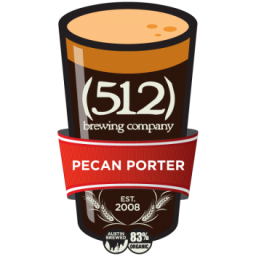 (512)
brewing company
PECAN PORTER
EST.
2008
AUSTIN
BREWED
83%
ORGANIC